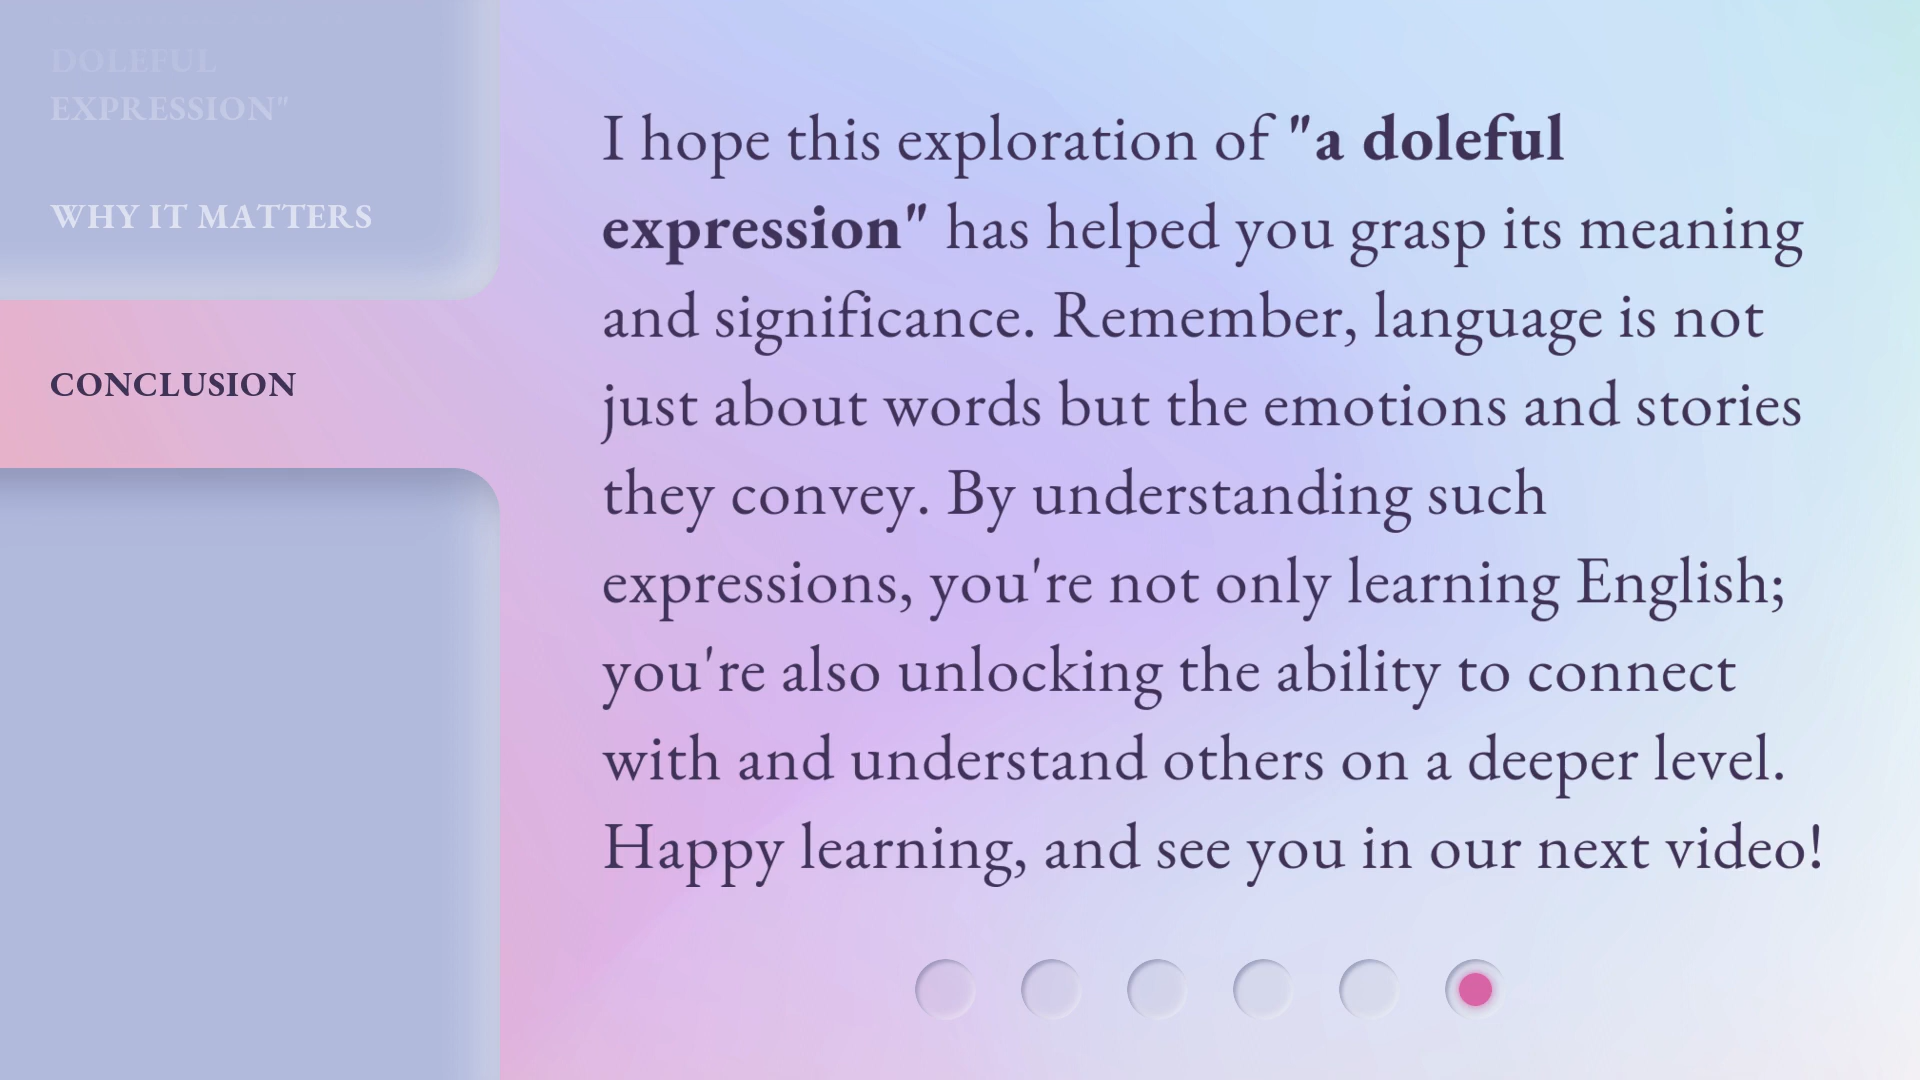 DOLEFUL
EXPRESSION"
WHY IT MATTERS
CONCLUSION
I hope this exploration of "a doleful
expression" has helped you grasp its meaning
and significance. Remember, language is not
just about words but the emotions and stories
they convey. By understanding such
expressions, you're not only learning English;
you're also unlocking the ability to connect
with and understand others on a deeper level.
Happy learning, and see you in our next video!